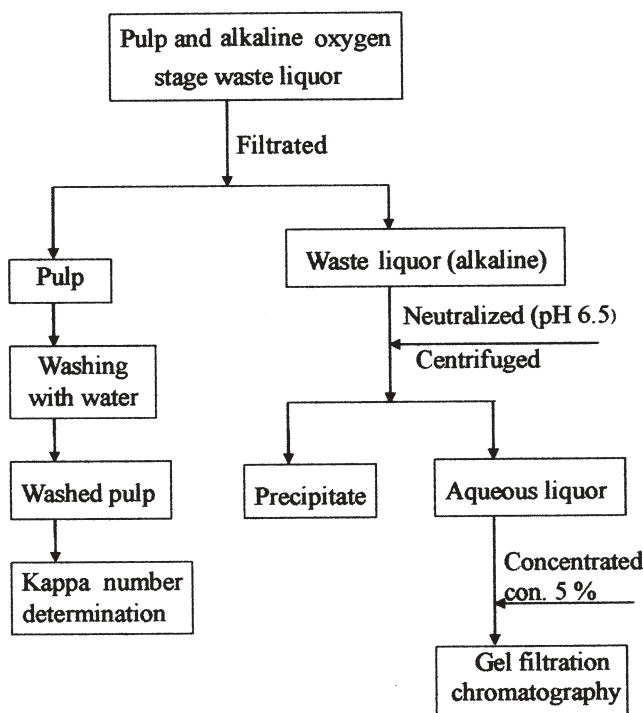 Pulp and alkaline oxygen
stage waste liquor
Filtrated
Pulp
Washing
with water
Washed pulp
Kappa number
determination
Waste liquor (alkaline)
Neutralized (pH 6.5)
Centrifuged
Precipitate
Aqueous liquor
Concentrated
con. 5 %
Gel filtration
chromatography